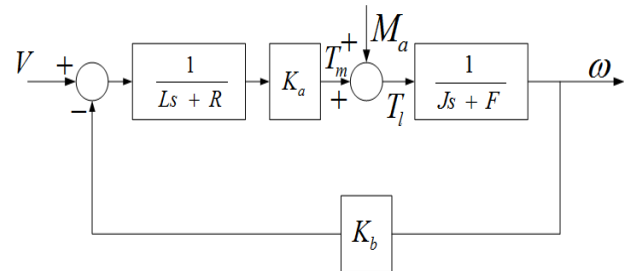 V
+
−
1
Ls + R
K_a
T_m
+
M_a
+
T_l
1
Js + F
ω
K_b